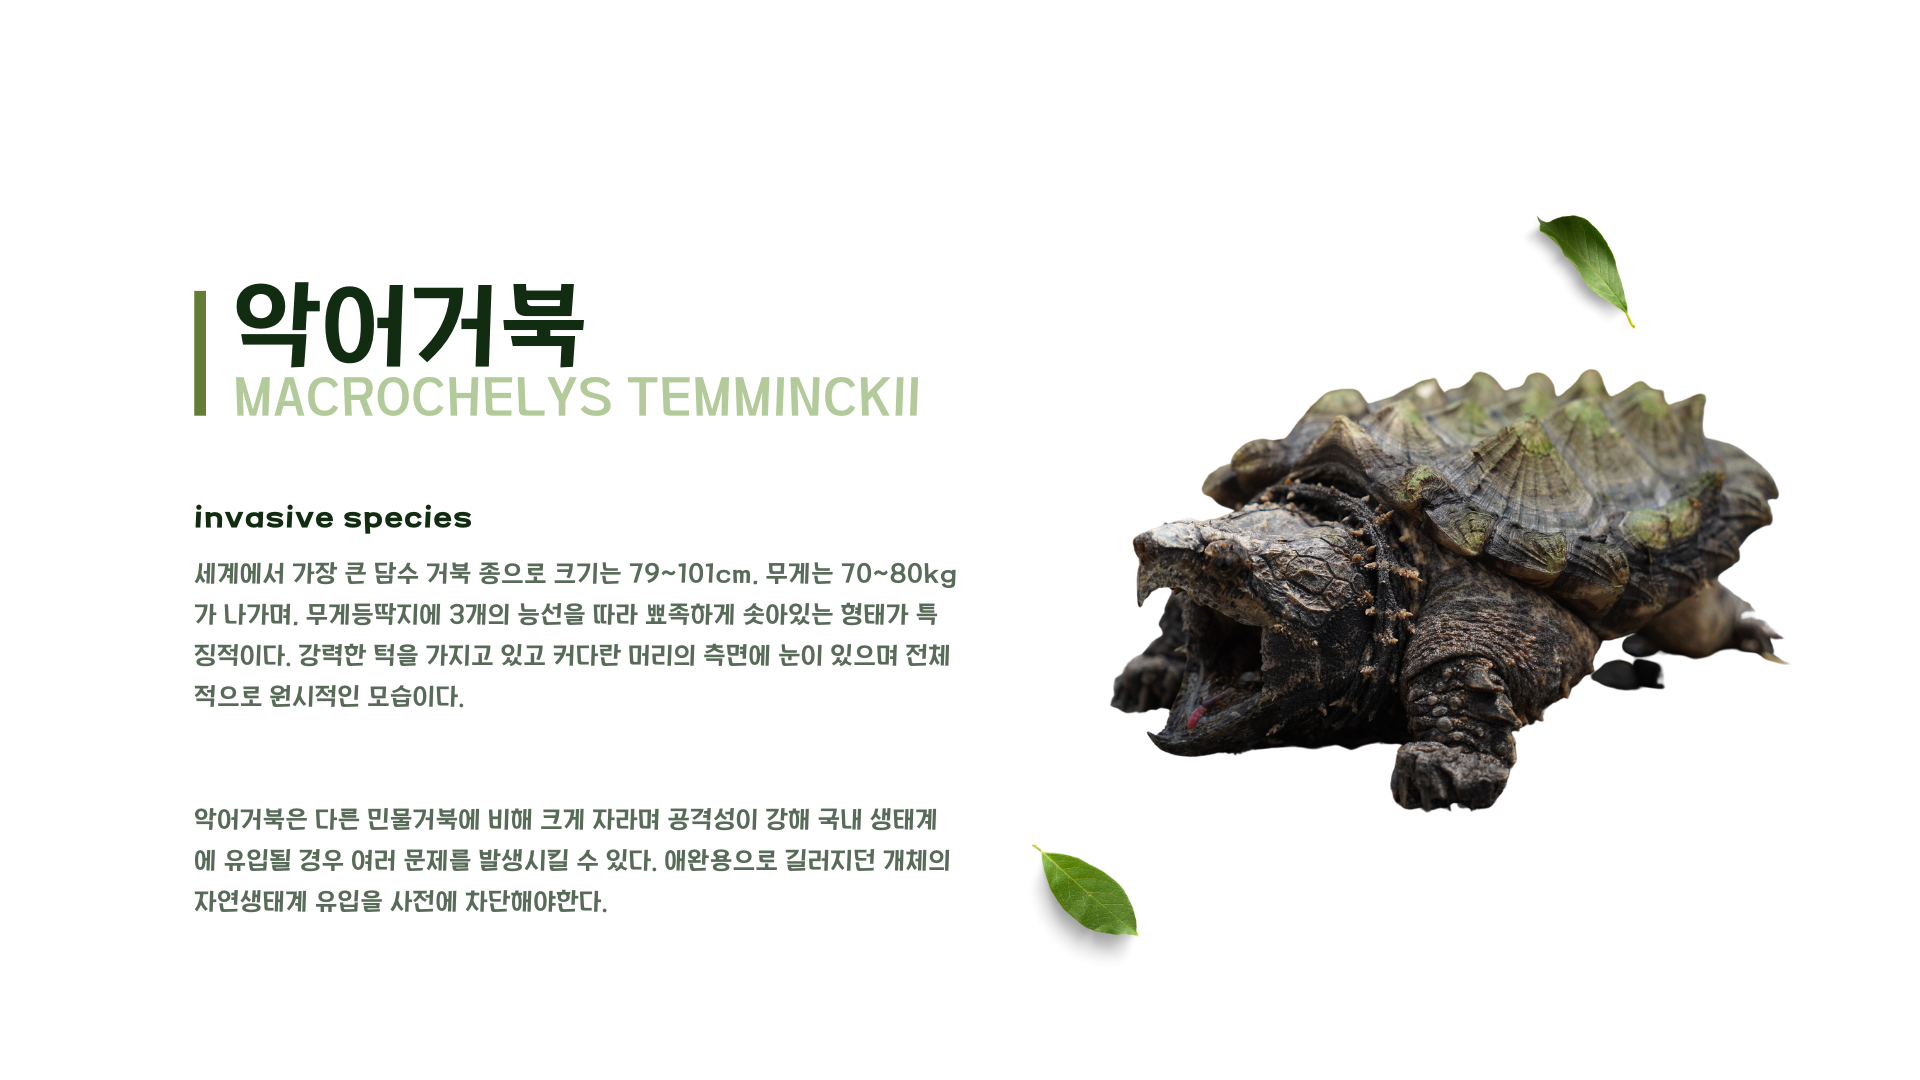 악어거북
MACROCHELYS TEMMINCKII
invasive species
세계에서 가장 큰 담수 거북 종으로 크기는 79~101cm. 무게는 70~80kg
가 나가며. 무게등딱지에 3개의 능선을 따라 뾰족하게 솟아있는 형태가 특
징적이다. 강력한 턱을 가지고 있고 커다란 머리의 측면에 눈이 있으며 전체
적으로 원시적인 모습이다.
악어거북은 다른 민물거북에 비해 크게 자라며 공격성이 강해 국내 생태계
에 유입될 경우 여러 문제를 발생시킬 수 있다. 애완용으로 길러지던 개체의
자연생태계 유입을 사전에 차단해야한다.